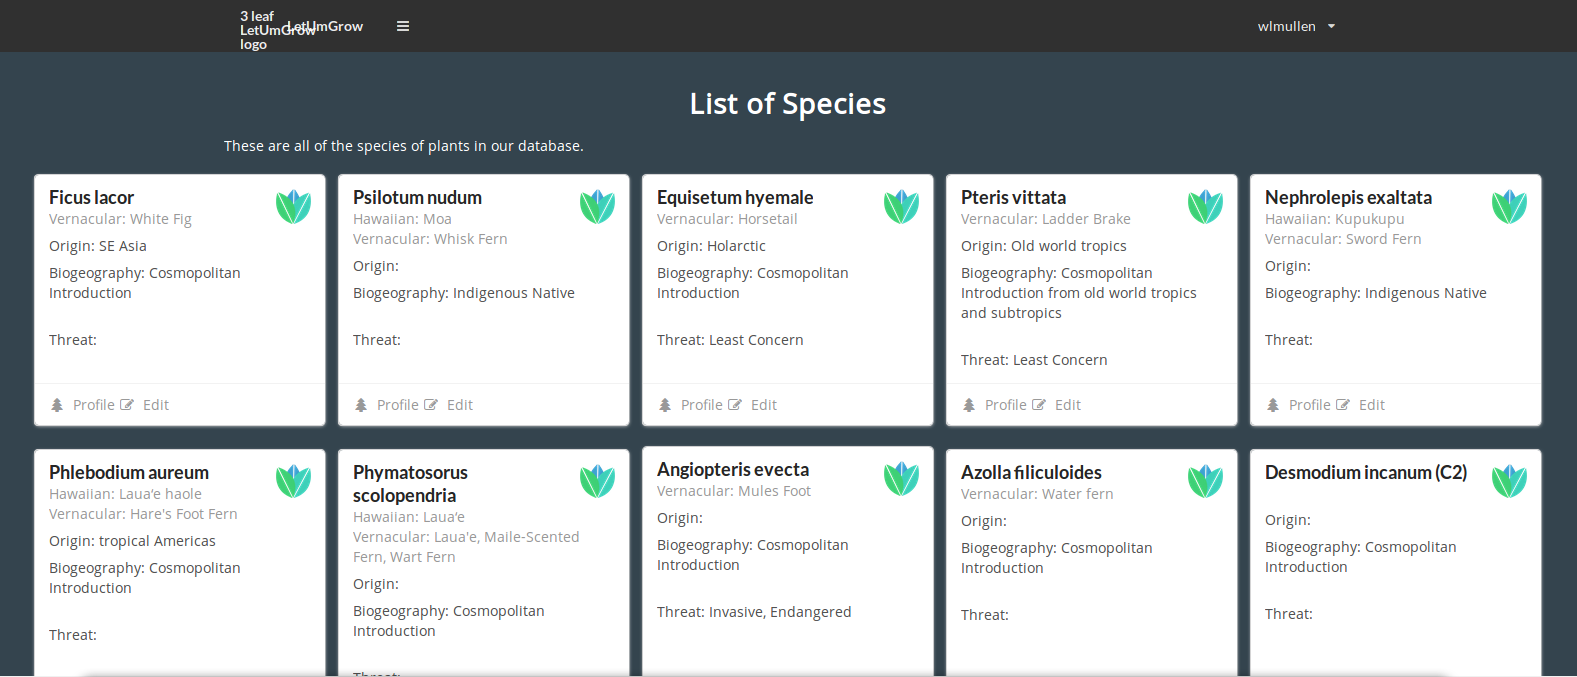 3 leaf
LetUmGrow
logo
LetUmGrow
wlmullen
List of Species
These are all of the species of plants in our database.
Ficus lacor
Vernacular: White Fig
Origin: SE Asia
Biogeography: Cosmopolitan
Introduction
Threat:
Profile Edit
Psilotum nudum
Hawaiian: Moa
Vernacular: Whisk Fern
Origin:
Biogeography: Indigenous Native
Threat:
Profile Edit
Equisetum hyemale
Vernacular: Horsetail
Origin: Holarctic
Biogeography: Cosmopolitan
Introduction
Threat: Least Concern
Profile Edit
Pteris vittata
Vernacular: Ladder Brake
Origin: Old world tropics
Biogeography: Cosmopolitan
Introduction from old world tropics
and subtropics
Threat: Least Concern
Profile Edit
Nephrolepis exaltata
Hawaiian: Kupukupu
Vernacular: Sword Fern
Origin:
Biogeography: Indigenous Native
Threat:
Profile Edit
Phlebodium aureum
Hawaiian: Laua‘e haole
Vernacular: Hare's Foot Fern
Origin: tropical Americas
Biogeography: Cosmopolitan
Introduction
Threat:
Phymatosorus
scolopendria
Hawaiian: Laua‘e
Vernacular: Laua'e, Maile-Scented
Fern, Wart Fern
Origin:
Biogeography: Cosmopolitan
Introduction
Threat:
Angiopteris evecta
Vernacular: Mules Foot
Origin:
Biogeography: Cosmopolitan
Introduction
Threat: Invasive, Endangered
Azolla filiculoides
Vernacular: Water fern
Origin:
Biogeography: Cosmopolitan
Introduction
Threat:
Desmodium incanum (C2)
Origin:
Biogeography: Cosmopolitan
Introduction
Threat: